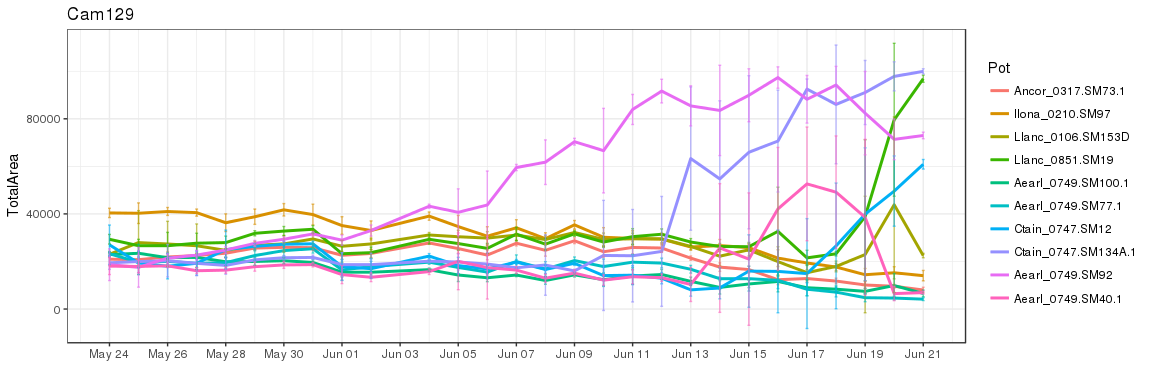 Cam129
TotalArea
80000
40000
0
May 24 May 26 May 28 May 30 Jun 01 Jun 03 Jun 05 Jun 07 Jun 09 Jun 11 Jun 13 Jun 15 Jun 17 Jun 19 Jun 21
Pot
Ancor_0317.SM73.1
Ilona_0210.SM97
Llanc_0106.SM153D
Llanc_0851.SM19
Aearl_0749.SM100.1
Aearl_0749.SM77.1
Ctain_0747.SM12
Ctain_0747.SM134A.1
Aearl_0749.SM92
Aearl_0749.SM40.1